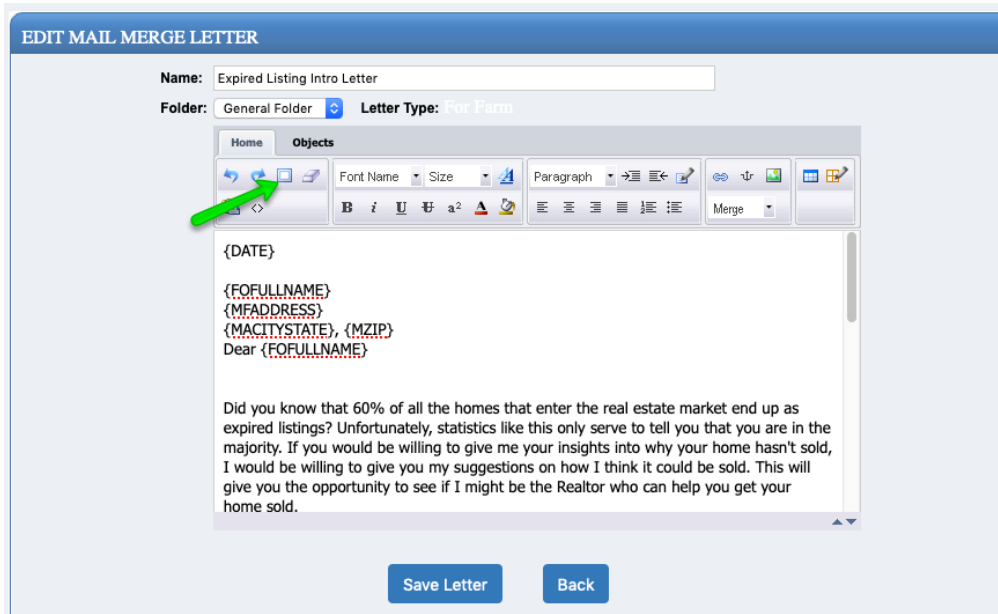 EDIT MAIL MERGE LETTER
Name: Expired Listing Intro Letter
Folder: General Folder Letter Type: For Farm
Home Objects
Font Name Size Paragraph
B i U U a² A Merge
{DATE}
{FOFULLNAME}
{MFADDRESS}
{MACITYSTATE}, {MZIP}
Dear {FOFULLNAME}
Did you know that 60% of all the homes that enter the real estate market end up as
expired listings? Unfortunately, statistics like this only serve to tell you that you are in the
majority. If you would be willing to give me your insights into why your home hasn't sold,
I would be willing to give you my suggestions on how I think it could be sold. This will
give you the opportunity to see if I might be the Realtor who can help you get your
home sold.
Save Letter Back